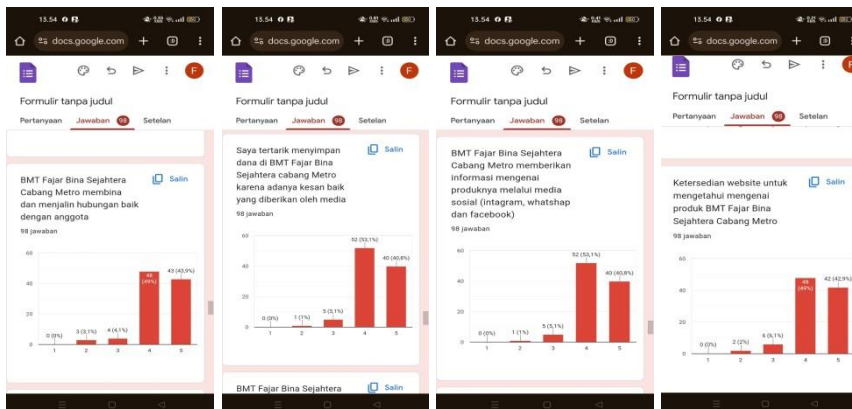 13.54
docs.google.com
F
Formulir tanpa judul
Pertanyaan Jawaban 98 Setelan
BMT Fajar Bina Sejahtera
Cabang Metro membina
dan menjalin hubungan baik
dengan anggota
Salin
98 jawaban
60
40
20
0
0 (0%)
3 (3,1%)
4 (4,1%)
48
(49%)
43 (43,9%)
1 2 3 4 5
13.54
docs.google.com
F
Formulir tanpa judul
Pertanyaan Jawaban 98 Setelan
Saya tertarik menyimpan
dana di BMT Fajar Bina
Sejahtera cabang Metro
karena adanya kesan baik
yang diberikan oleh media
Salin
98 jawaban
60
40
20
0
0 (0%)
1 (1%)
5 (5,1%)
52 (53,1%)
40 (40,8%)
1 2 3 4 5
BMT Fajar Bina Sejahtera
Salin
13.54
docs.google.com
F
Formulir tanpa judul
Pertanyaan Jawaban 98 Setelan
BMT Fajar Bina Sejahtera
Cabang Metro memberikan
informasi mengenai
produknya melalui media
sosial (intagram, whatshap
dan facebook)
Salin
98 jawaban
60
40
20
0
0 (0%)
1 (1%)
5 (5,1%)
52 (53,1%)
40 (40,8%)
1 2 3 4 5
13.54
docs.google.com
F
Formulir tanpa judul
Pertanyaan Jawaban 98 Setelan
Ketersedian website untuk
mengetahui mengenai
produk BMT Fajar Bina
Sejahtera Cabang Metro
Salin
98 jawaban
60
40
20
0
0 (0%)
2 (2%)
6 (6,1%)
48
(49%)
42 (42,9%)
1 2 3 4 5